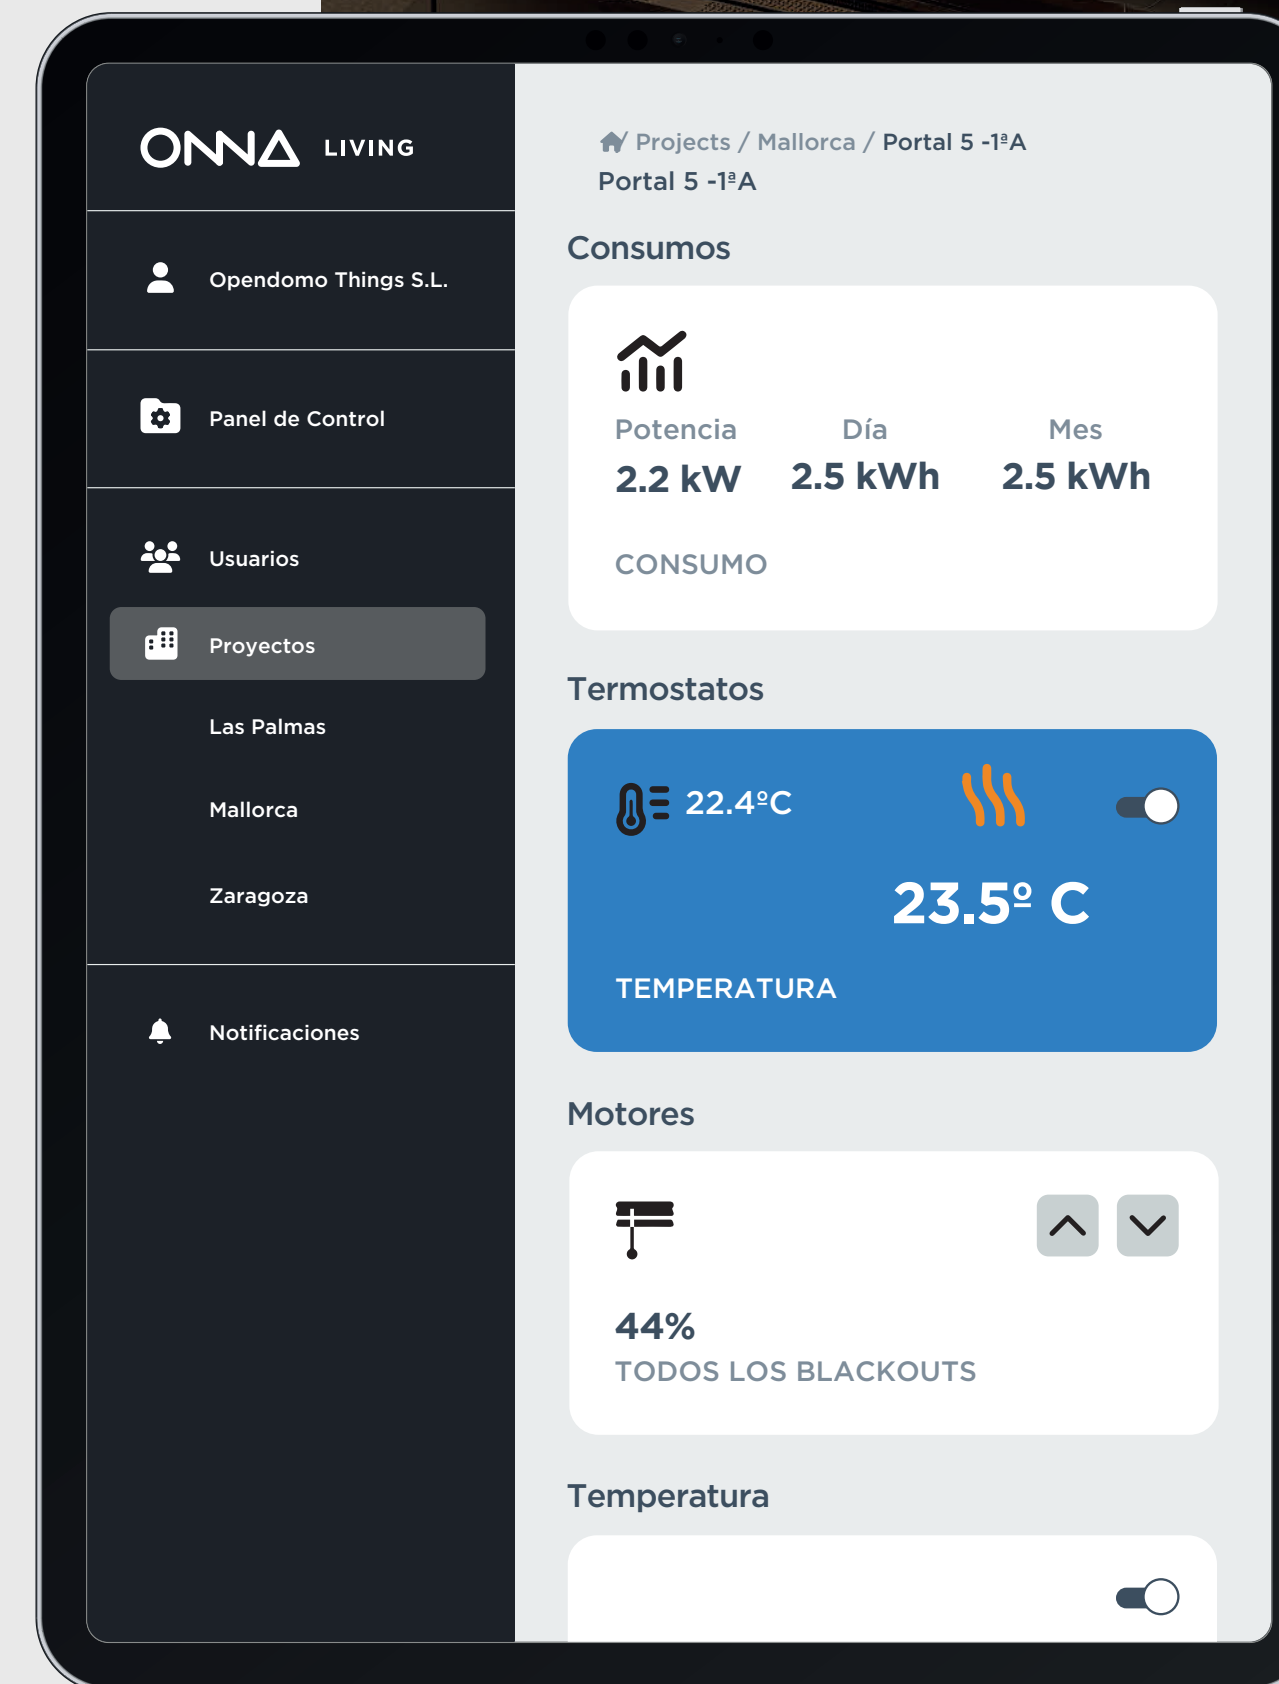 ONNA LIVING
Opendomo Things S.L.
Panel de Control
Usuarios
Proyectos
Las Palmas
Mallorca
Zaragoza
Notificaciones
Projects / Mallorca / Portal 5 -1ªA
Portal 5 -1ªA
Consumos
Potencia Día Mes
2.2 kW 2.5 kWh 2.5 kWh
CONSUMO
Termostatos
22.4ºC
23.5º C
TEMPERATURA
Motores
44%
TODOS LOS BLACKOUTS
Temperatura